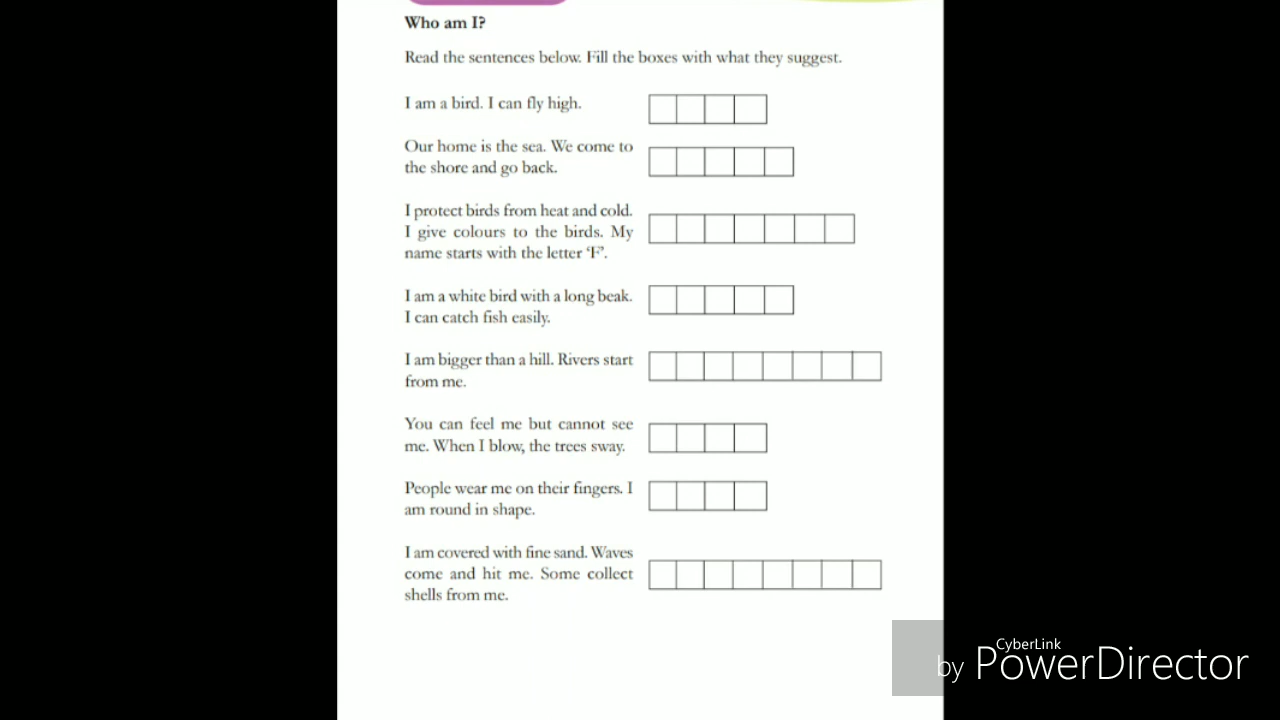 Who am I?
Read the sentences below. Fill the boxes with what they suggest.
I am a bird. I can fly high.
Our home is the sea. We come to
the shore and go back.
I protect birds from heat and cold.
I give colours to the birds. My
name starts with the letter ‘F’.
I am a white bird with a long beak.
I can catch fish easily.
I am bigger than a hill. Rivers start
from me.
You can feel me but cannot see
me. When I blow, the trees sway.
People wear me on their fingers. I
am round in shape.
I am covered with fine sand. Waves
come and hit me. Some collect
shells from me.
CyberLink
by PowerDirector